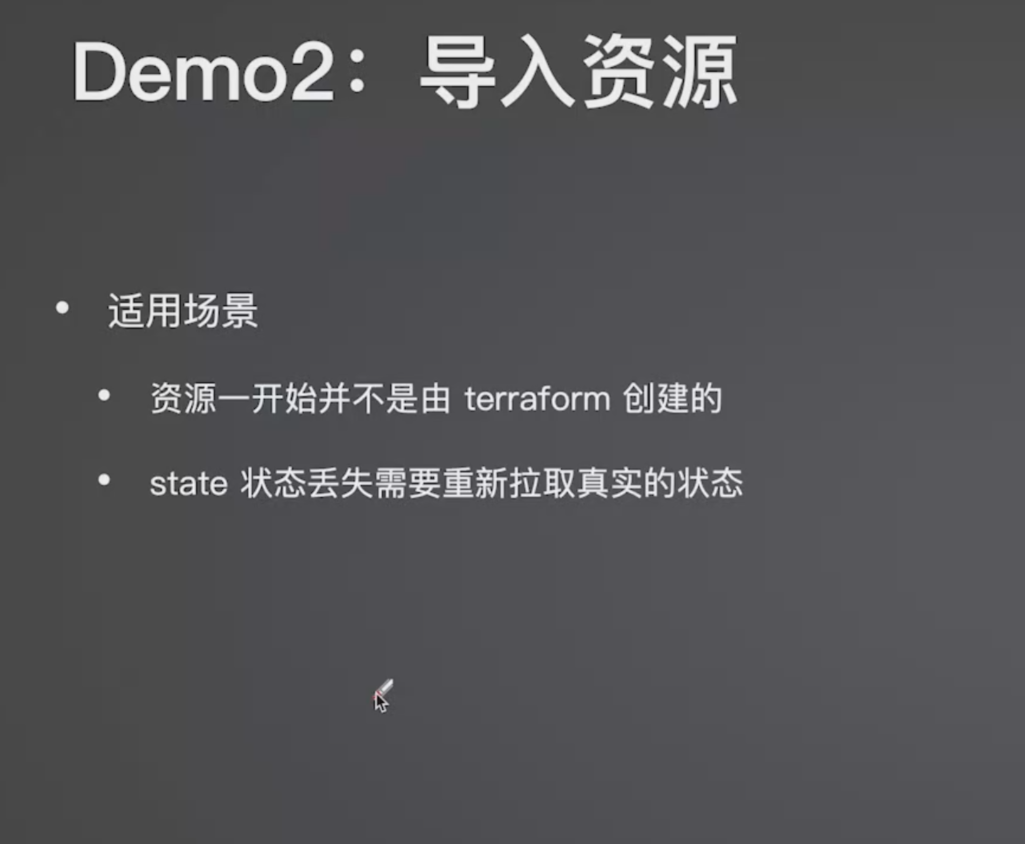 Demo2：导入资源
• 适用场景
• 资源一开始并不是由 terraform 创建的
• state 状态丢失需要重新拉取真实的状态